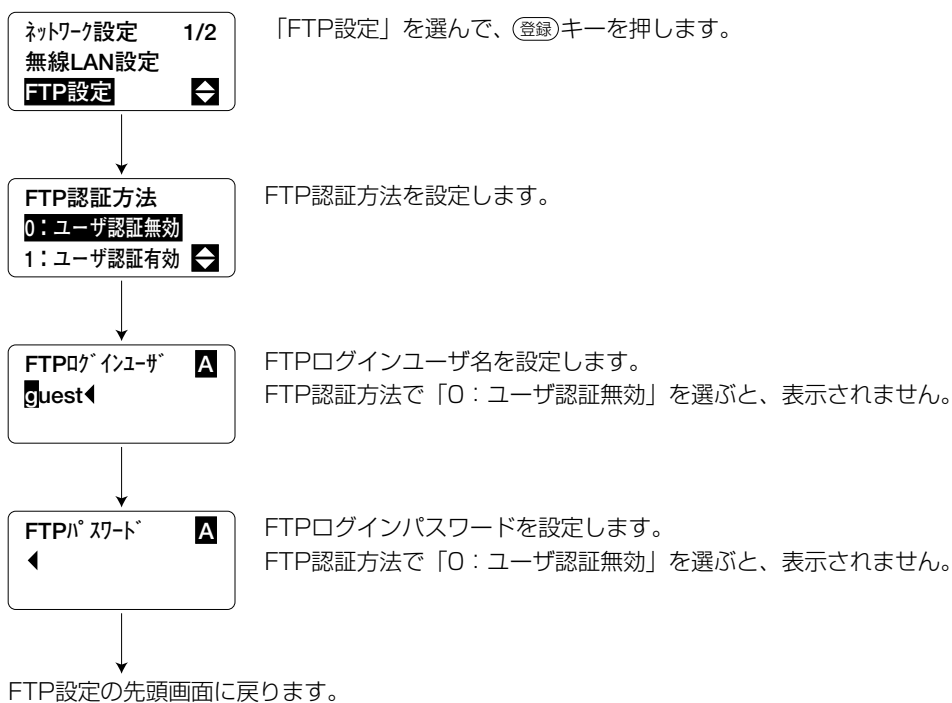 ﾈｯﾄﾜｰｸ設定 1/2
無線LAN設定
FTP設定
「FTP設定」を選んで、登録キーを押します。
FTP認証方法
0：ユーザ認証無効
1：ユーザ認証有効
FTP認証方法を設定します。
FTPﾛｸﾞｲﾝﾕｰｻﾞ A
guest
FTPログインユーザ名を設定します。
FTP認証方法で「0：ユーザ認証無効」を選ぶと、表示されません。
FTPﾊﾟｽﾜｰﾄﾞ A
FTPログインパスワードを設定します。
FTP認証方法で「0：ユーザ認証無効」を選ぶと、表示されません。
FTP設定の先頭画面に戻ります。